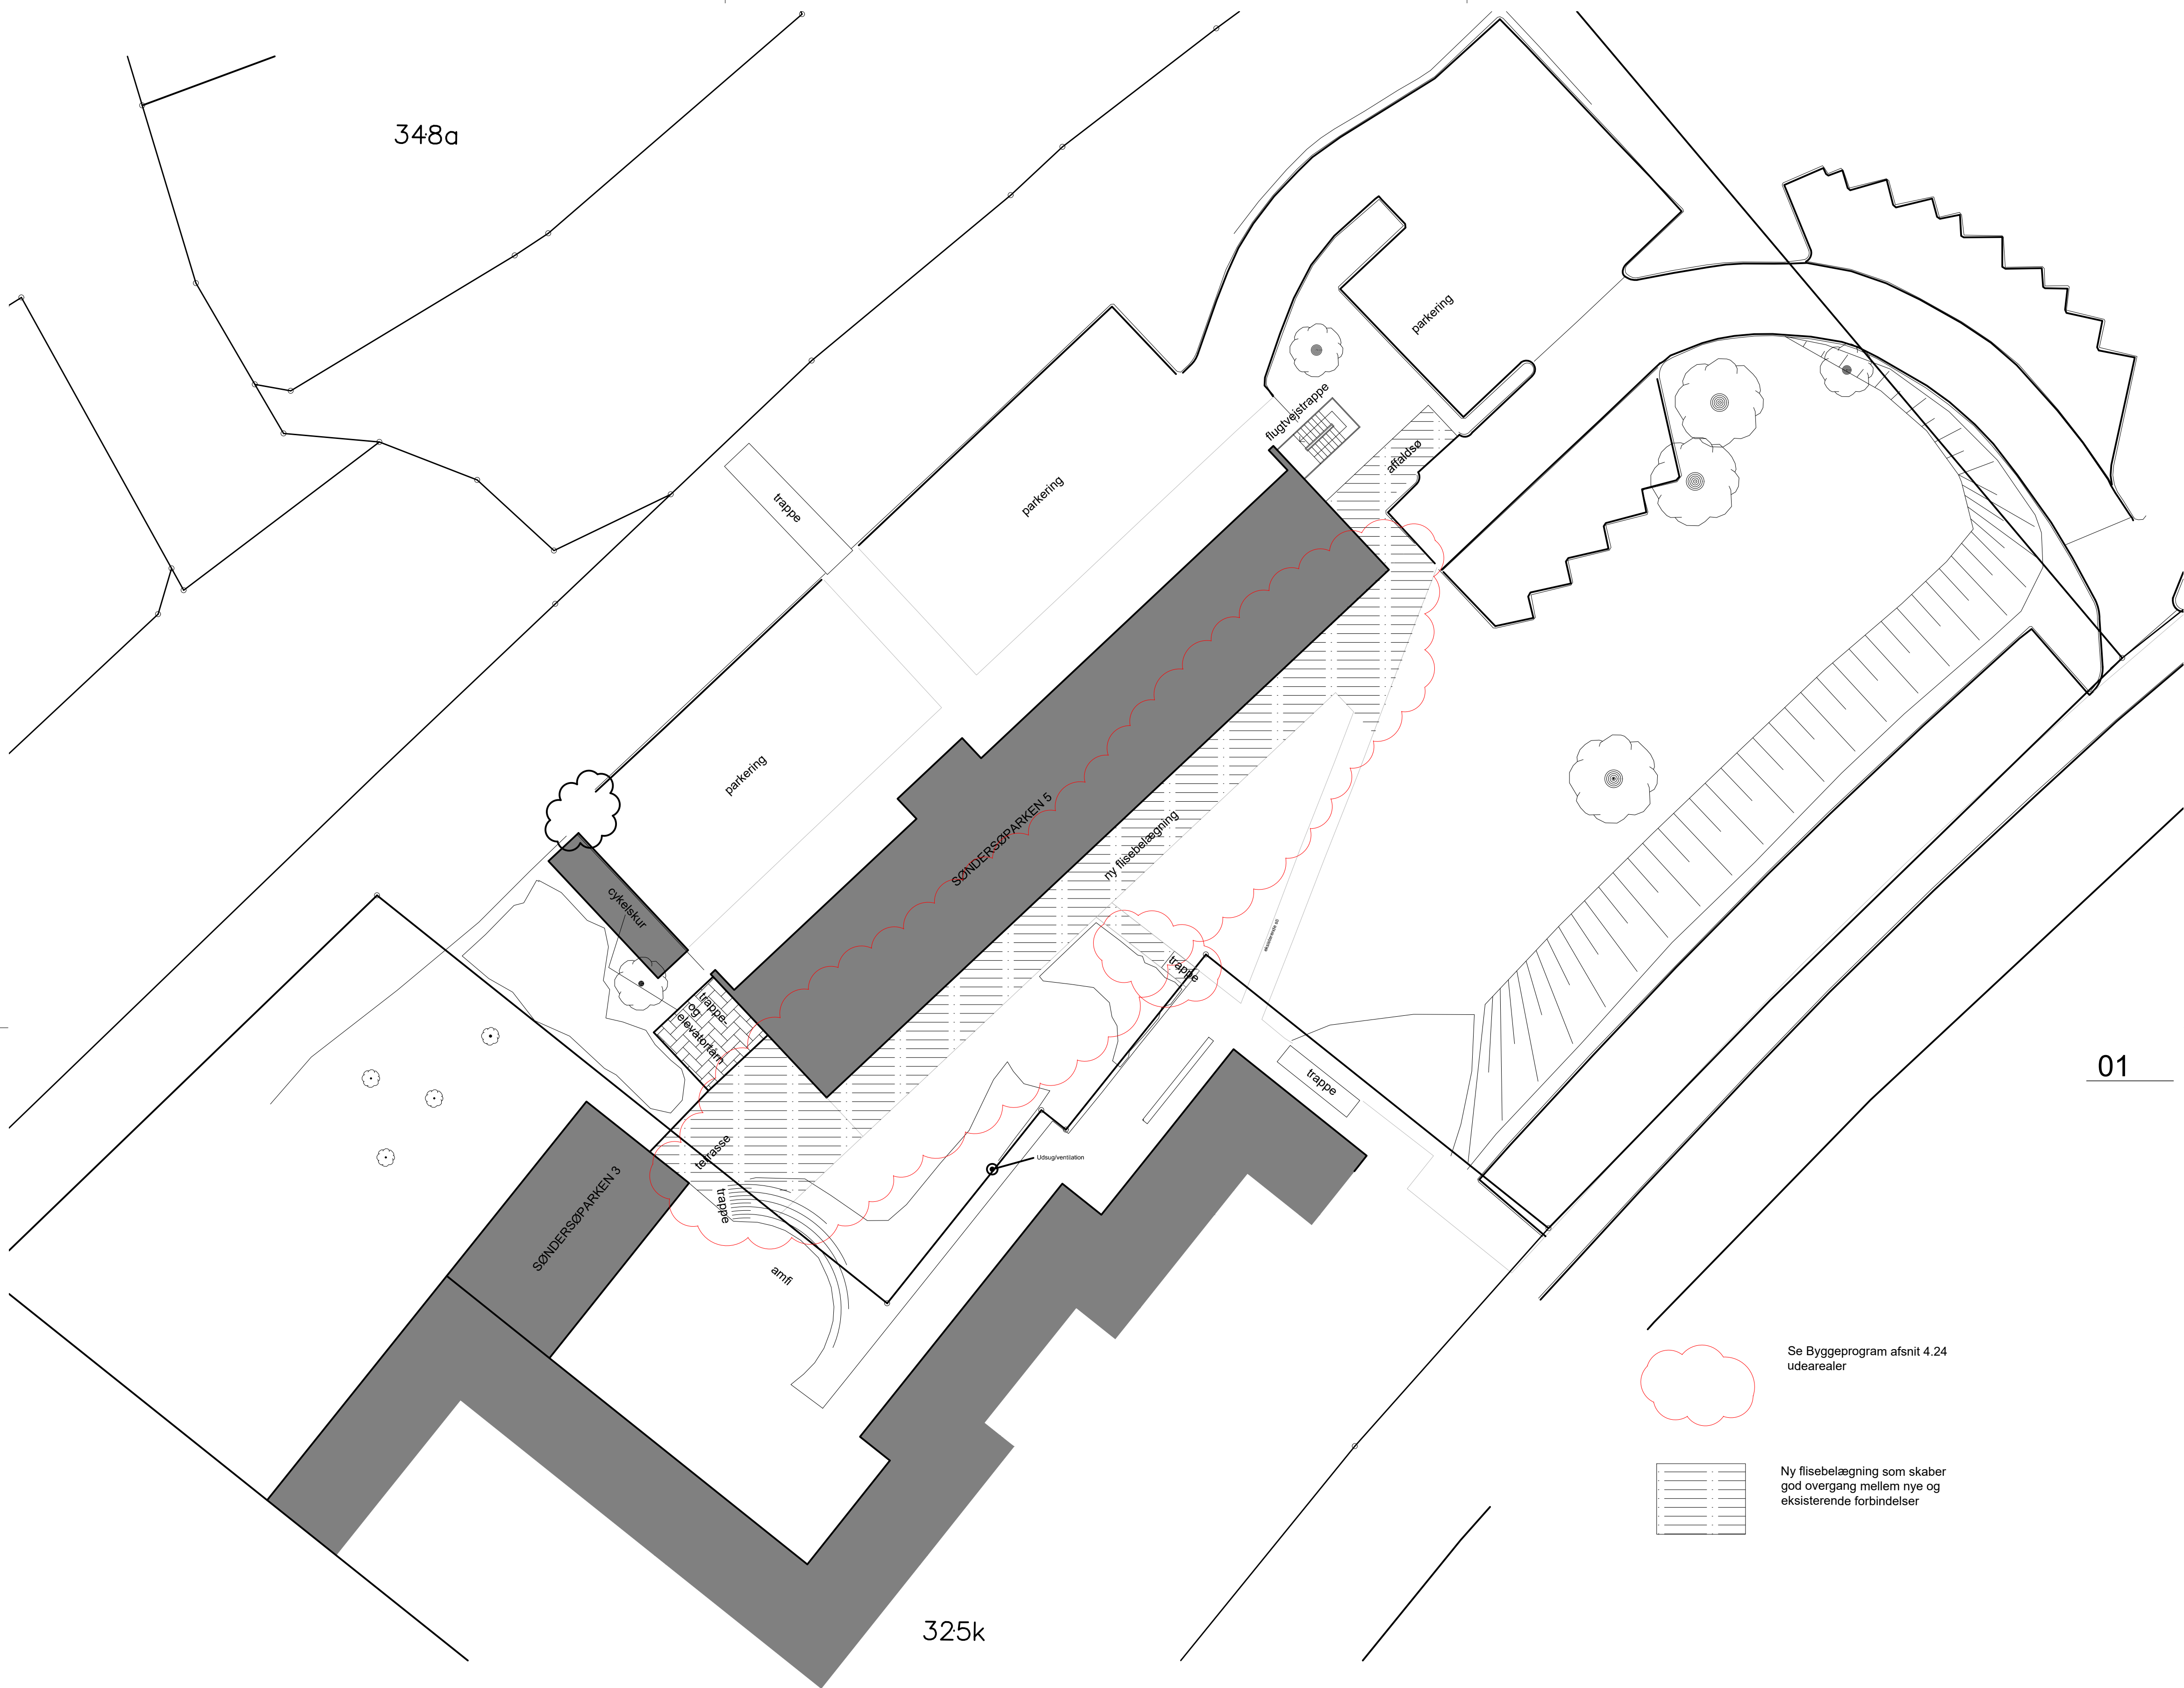 348a
parkering
flugtvejstrappe
affaldsø
trappe
parkering
parkering
SØNDERSØPARKEN 5
ny flisebelægning
cykelskur
trappe-
og
elevatortårn
trappe
trappe
01
Udsug/ventilation
terrasse
trappe
SØNDERSØPARKEN 3
amfi
Se Byggeprogram afsnit 4.24
udearealer
Ny flisebelægning som skaber
god overgang mellem nye og
eksisterende forbindelser
325k